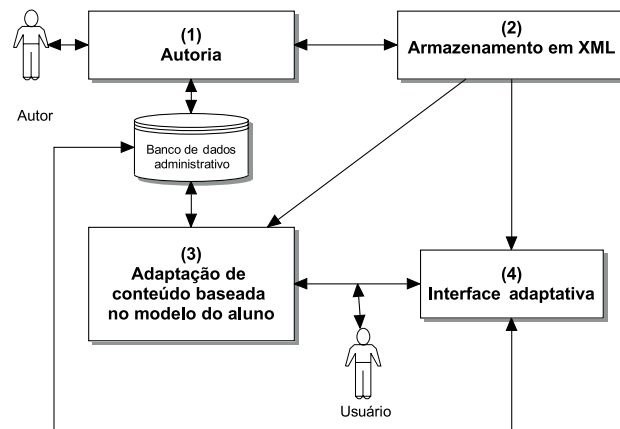 (1)
Autoria
(2)
Armazenamento em XML
Autor
Banco de dados
administrativo
(3)
Adaptação de
conteúdo baseada
no modelo do aluno
(4)
Interface adaptativa
Usuário